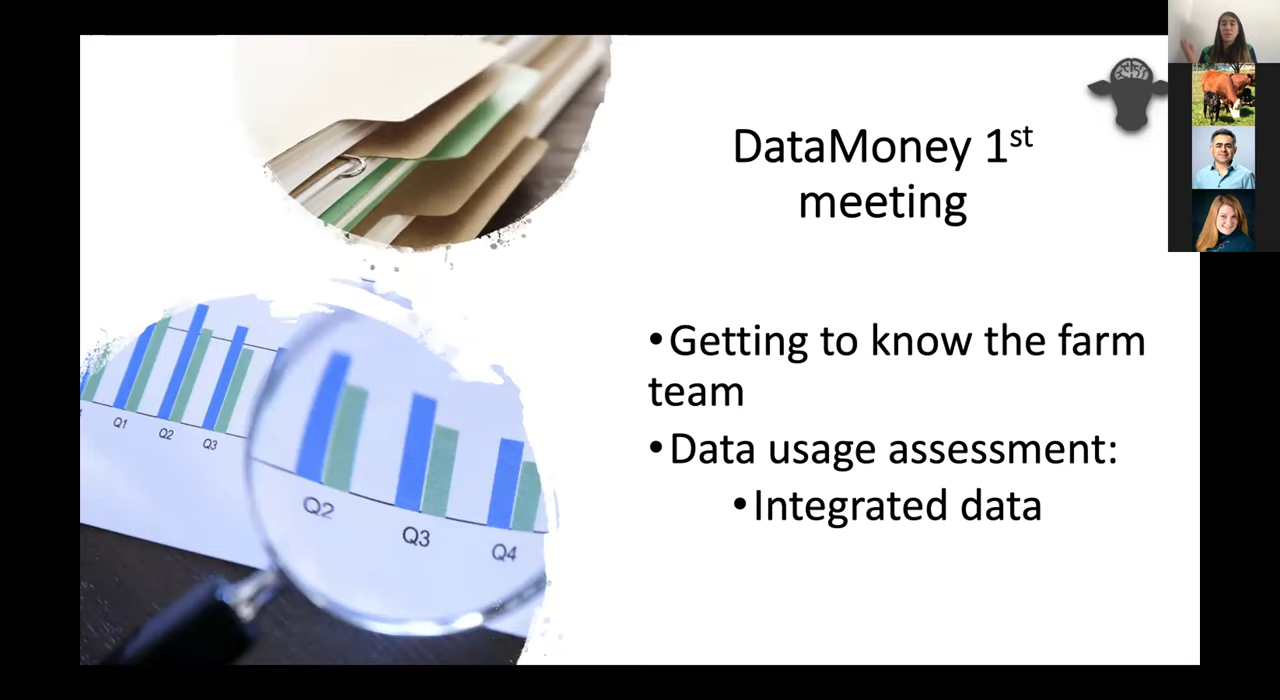 DataMoney 1st
meeting
•Getting to know the farm
team
•Data usage assessment:
•Integrated data
Q1
Q2
Q3
Q2
Q3
Q4